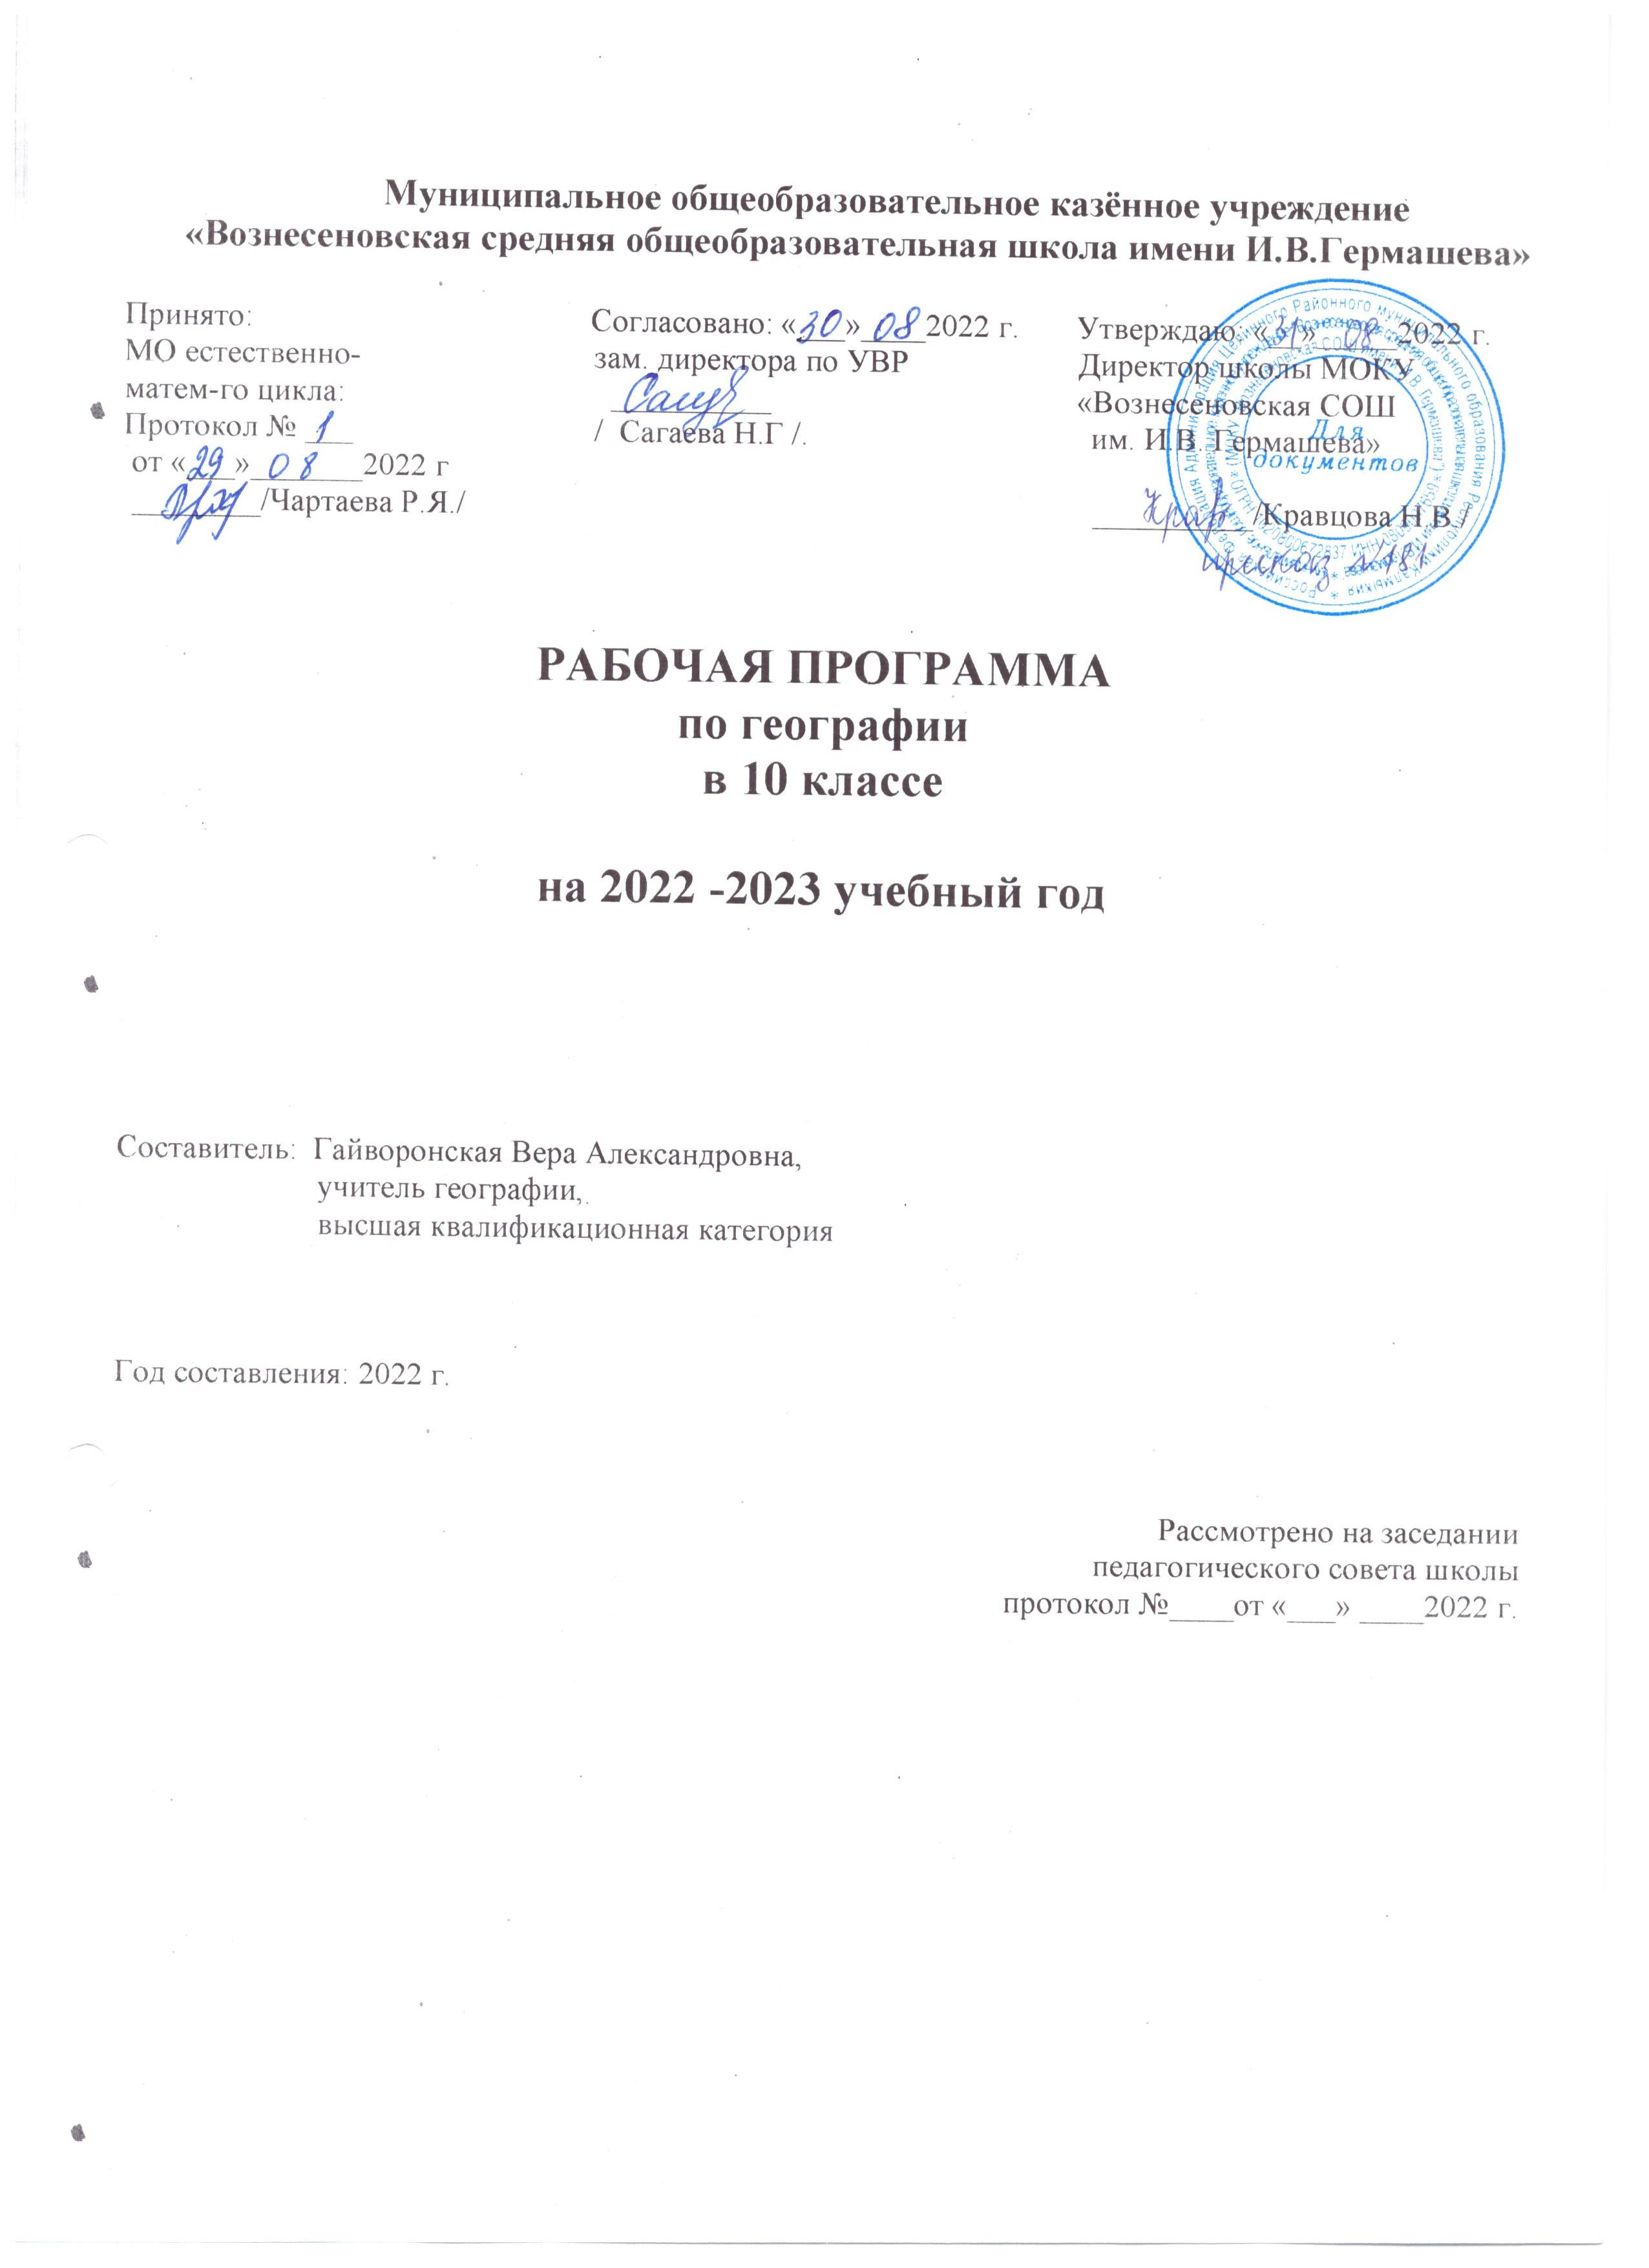 Муниципальное общеобразовательное казённое учреждение
«Вознесеновская средняя общеобразовательная школа имени И.В.Гермашева»
Принято:
МО естественно-
матем-го цикла:
Протокол № 1
от «29» 08 2022 г
/Чартаева Р.Я./
Согласовано: «30» 08 2022 г.
зам. директора по УВР
/ Сагаева Н.Г /.
Утверждаю: «31» 08 2022 г.
Директор школы МОКУ
«Вознесеновская СОШ
им. И.В. Гермашева»
/Кравцова Н.В./
приказ №181
Для
документов
РАБОЧАЯ ПРОГРАММА
по географии
в 10 классе
на 2022 -2023 учебный год
Составитель: Гайворонская Вера Александровна,
учитель географии,
высшая квалификационная категория
Год составления: 2022 г.
Рассмотрено на заседании
педагогического совета школы
протокол №____от «___» ____2022 г.